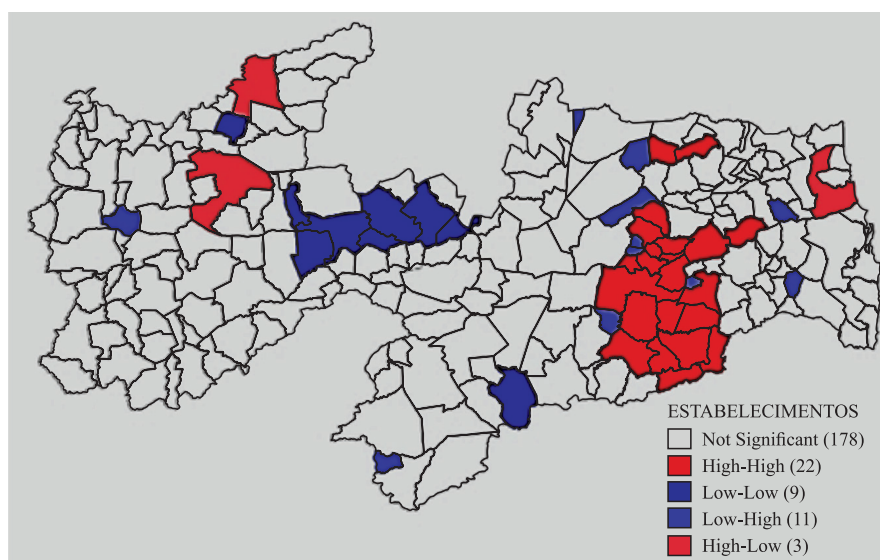 ESTABELECIMENTOS
Not Significant (178)
High-High (22)
Low-Low (9)
Low-High (11)
High-Low (3)